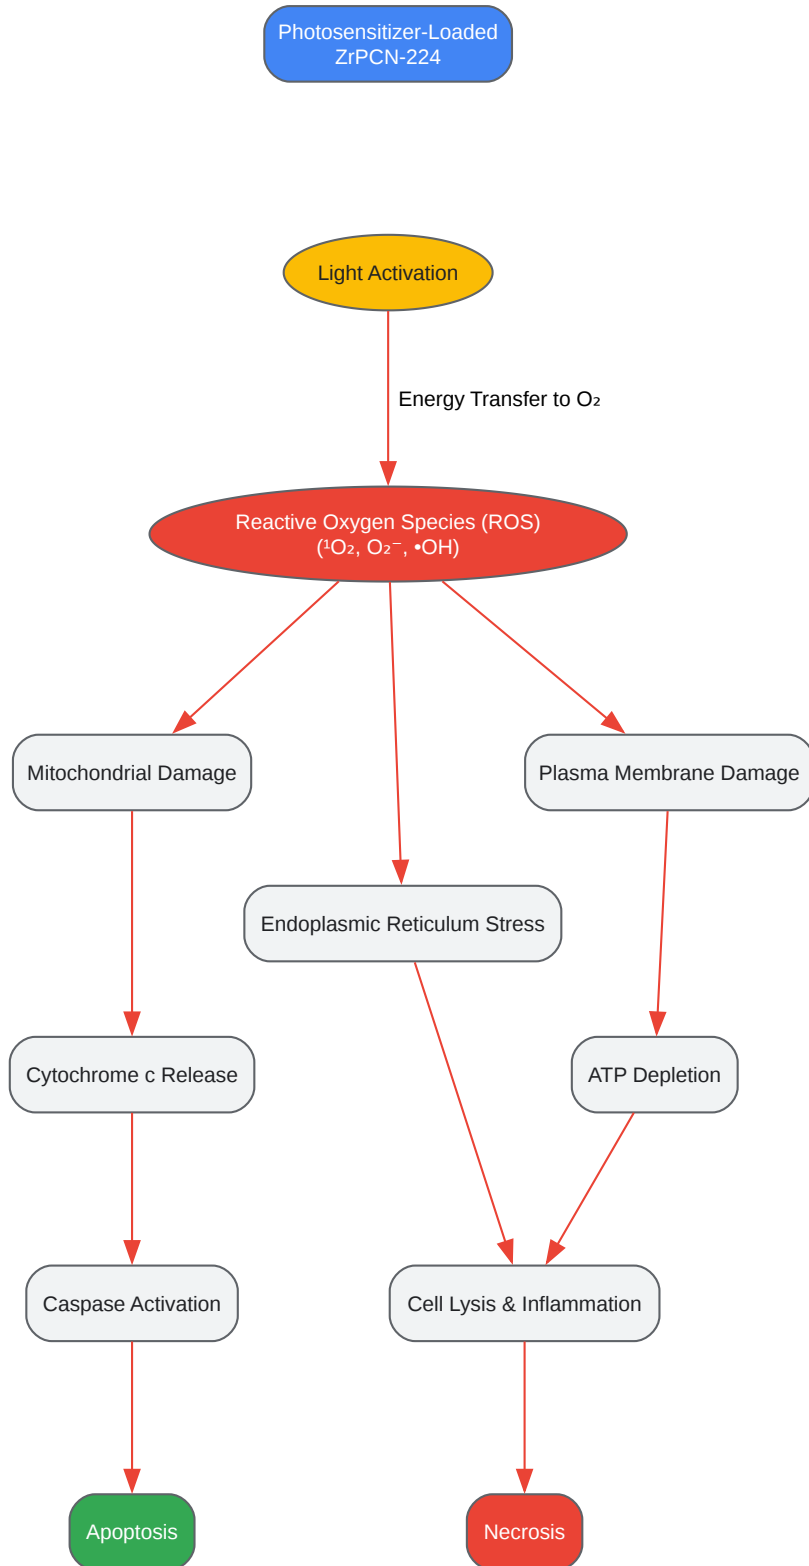 Photosensitizer-Loaded
ZrPCN-224
Light Activation
Energy Transfer to O₂
Reactive Oxygen Species (ROS)
(¹O₂, O₂⁻, •OH)
Mitochondrial Damage
Plasma Membrane Damage
Endoplasmic Reticulum Stress
Cytochrome c Release
ATP Depletion
Caspase Activation
Cell Lysis & Inflammation
Apoptosis
Necrosis